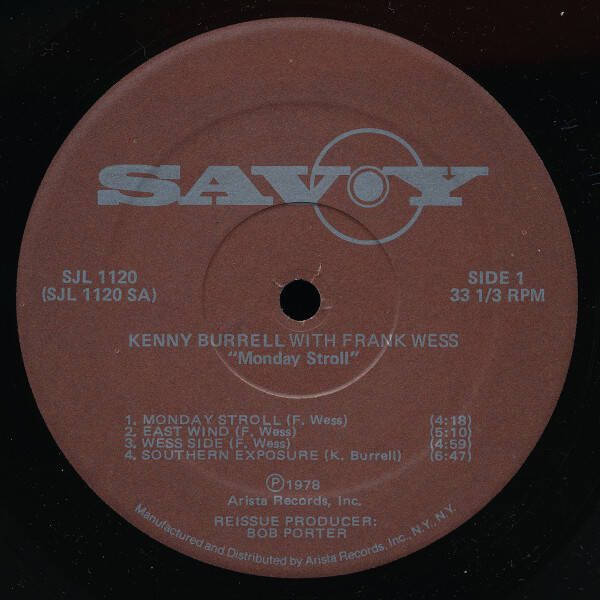 SAVOY
SJL 1120
(SJL 1120 SA)
SIDE 1
33 1/3 RPM
KENNY BURRELL WITH FRANK WESS
"Monday Stroll"
1. MONDAY STROLL (F. Wess) (4:18)
2. EAST WIND (F. Wess) (5:10)
3. WESS SIDE (F. Wess) (4:59)
4. SOUTHERN EXPOSURE (K. Burrell) (6:47)
Ⓟ1978
Arista Records, Inc.
REISSUE PRODUCER:
BOB PORTER
Manufactured and Distributed by Arista Records, Inc., N.Y., N.Y.